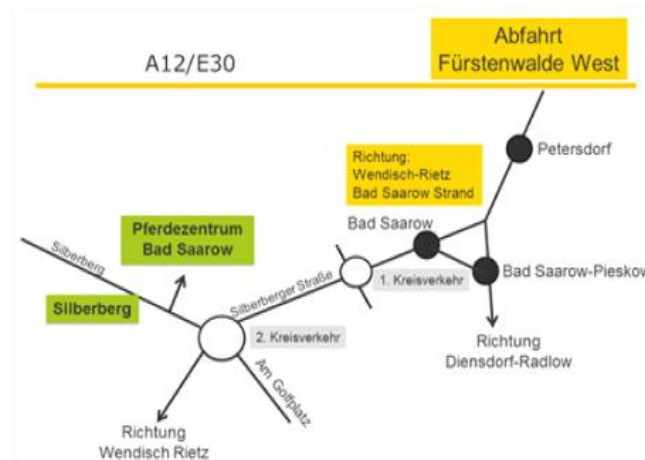 A12/E30
Abfahrt
Fürstenwalde West
Petersdorf
Richtung:
Wendisch-Rietz
Bad Saarow Strand
Bad Saarow
Pferdezentrum
Bad Saarow
Silberberg
Silberberg
Silberberger Straße
1. Kreisverkehr
Bad Saarow-Pieskow
2. Kreisverkehr
Am Golfplatz
Richtung
Diensdorf-Radlow
Richtung
Wendisch Rietz